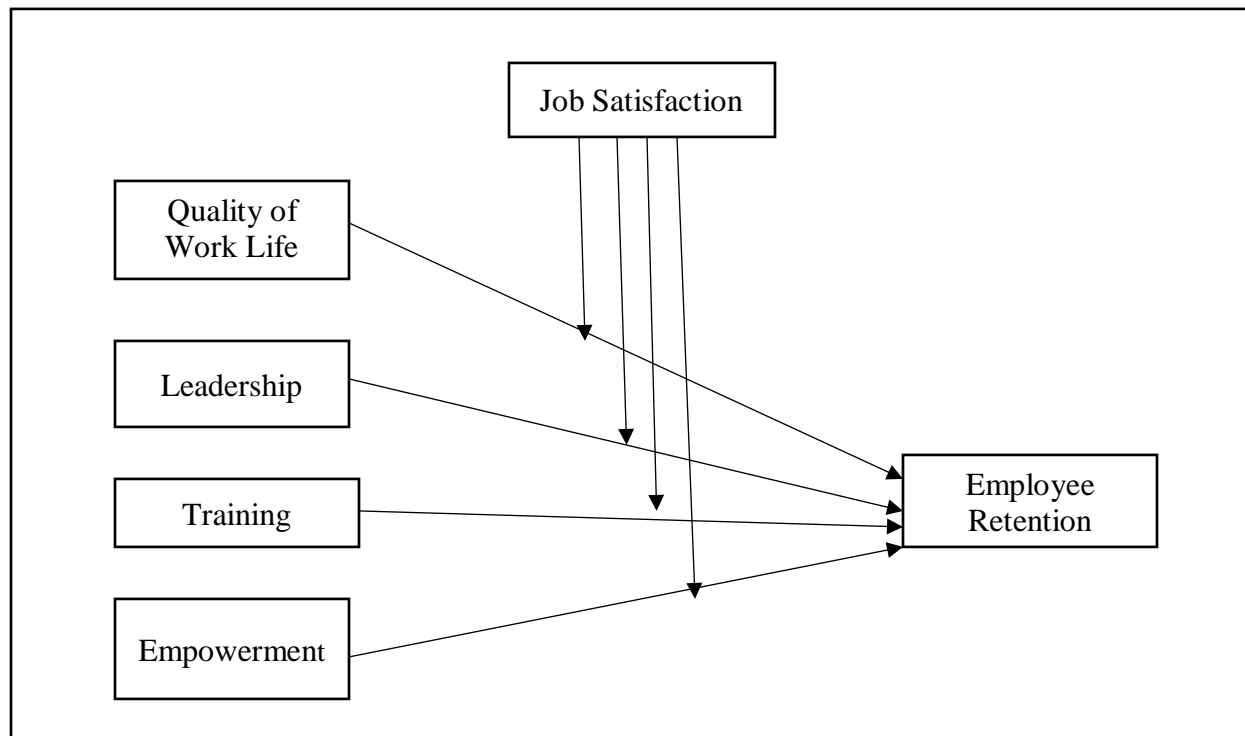 Job Satisfaction
Quality of
Work Life
Leadership
Training
Empowerment
Employee
Retention